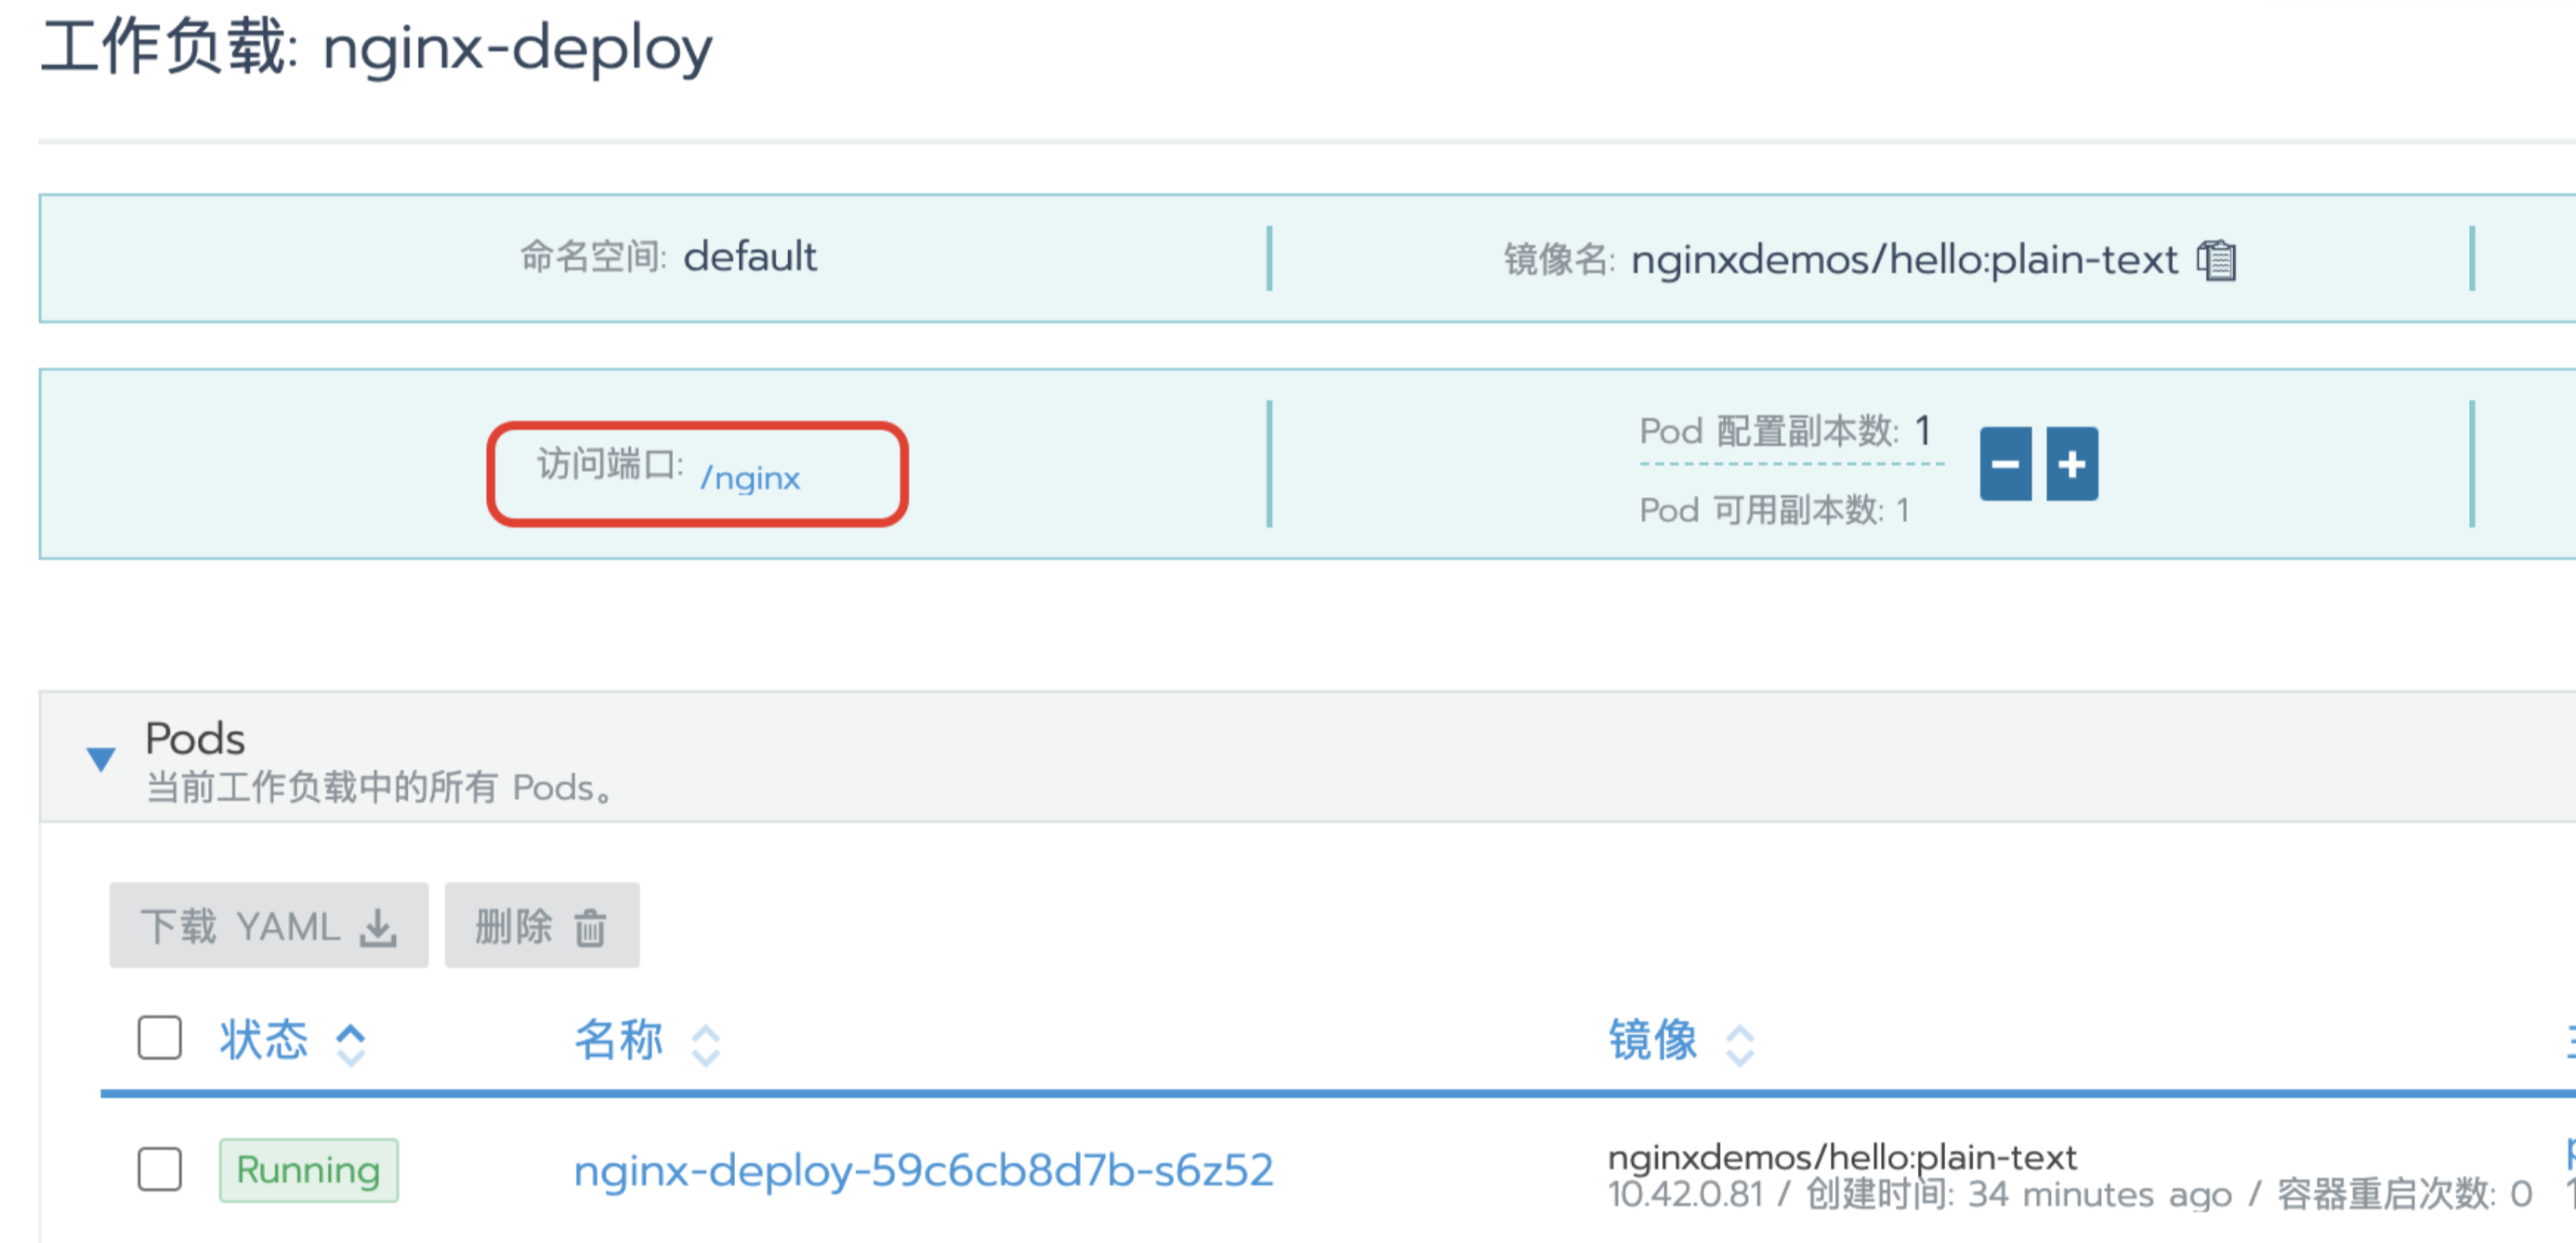 工作负载: nginx-deploy
命名空间: default
镜像名: nginxdemos/hello:plain-text
访问端口: /nginx
Pod 配置副本数: 1
Pod 可用副本数: 1
Pods
当前工作负载中的所有 Pods。
下载 YAML
删除
状态 名称 镜像
Running nginx-deploy-59c6cb8d7b-s6z52 nginxdemos/hello:plain-text
10.42.0.81 / 创建时间: 34 minutes ago / 容器重启次数: 0